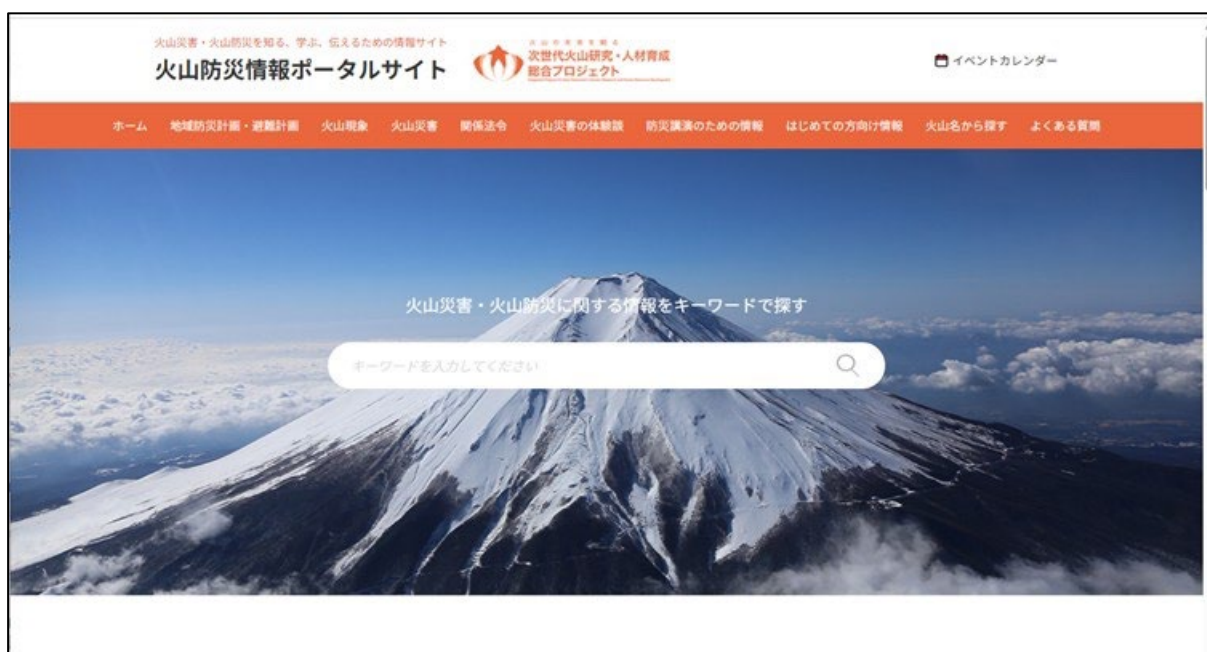 火山災害・火山防災を知る、学ぶ、伝えるための情報サイト
火山防災情報ポータルサイト
火山の未来を創る
次世代火山研究・人材育成
総合プロジェクト
イベントカレンダー
ホーム 地域防災計画・避難計画 火山現象 火山災害 関係法令 火山災害の体験談 防災講演のための情報 はじめての方向け情報 火山名から探す よくある質問
火山災害・火山防災に関する情報をキーワードで探す
キーワードを入力してください